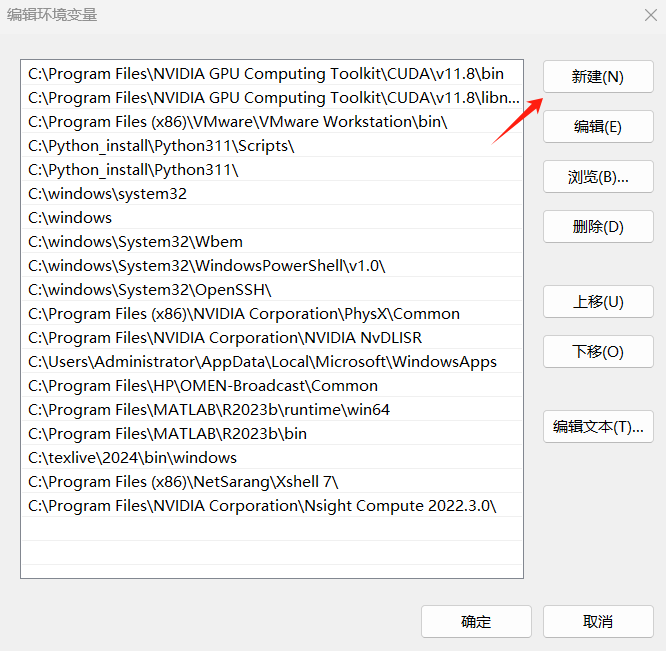 编辑环境变量
C:\Program Files\NVIDIA GPU Computing Toolkit\CUDA\v11.8\bin
新建(N)
C:\Program Files\NVIDIA GPU Computing Toolkit\CUDA\v11.8\libn...
C:\Program Files (x86)\VMware\VMware Workstation\bin\
编辑(E)
C:\Python_install\Python311\Scripts\
C:\Python_install\Python311\
浏览(B)...
C:\windows\system32
C:\windows
删除(D)
C:\windows\System32\Wbem
C:\windows\System32\WindowsPowerShell\v1.0\
C:\windows\System32\OpenSSH\
上移(U)
C:\Program Files (x86)\NVIDIA Corporation\PhysX\Common
C:\Program Files\NVIDIA Corporation\NVIDIA NvDLISR
下移(O)
C:\Users\Administrator\AppData\Local\Microsoft\WindowsApps
C:\Program Files\HP\OMEN-Broadcast\Common
C:\Program Files\MATLAB\R2023b\runtime\win64
编辑文本(T)...
C:\Program Files\MATLAB\R2023b\bin
C:\texlive\2024\bin\windows
C:\Program Files (x86)\NetSarang\Xshell 7\
C:\Program Files\NVIDIA Corporation\Nsight Compute 2022.3.0\
确定
取消